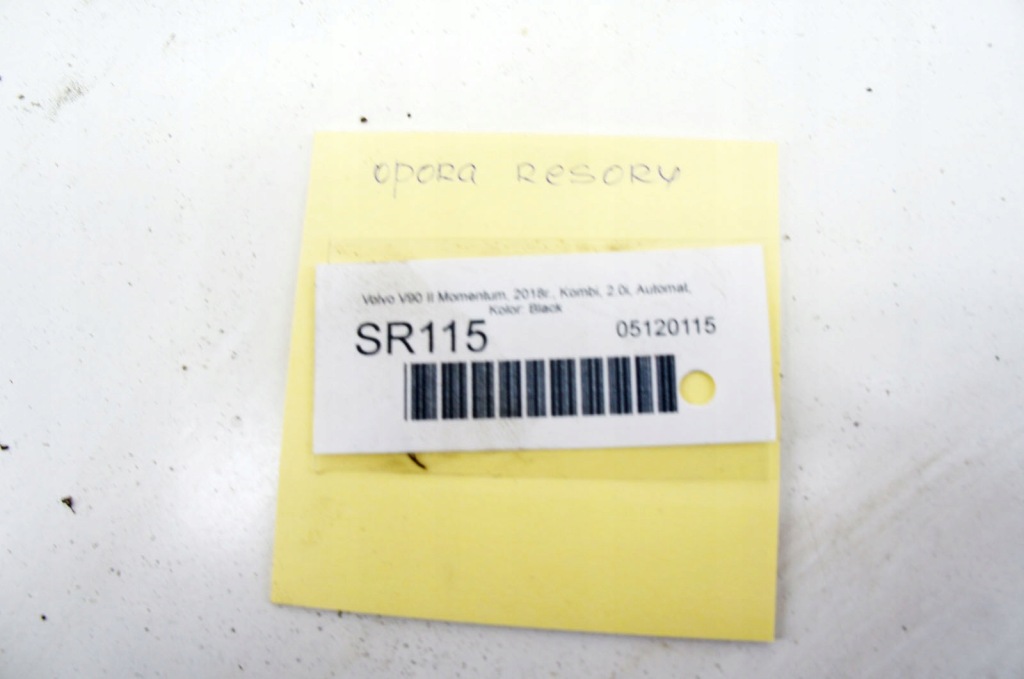 opora resory
Volvo V90 II Momentum, 2018r., Kombi, 2.0i, Automat,
Kolor: Black
SR115
05120115